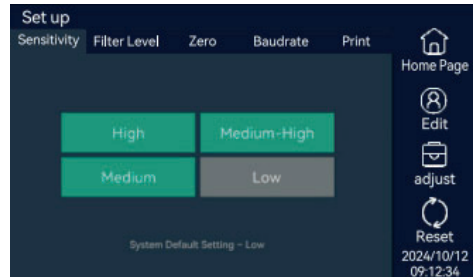 Set up
Sensitivity Filter Level Zero Baudrate Print
High Medium-High
Medium Low
System Default Setting - Low
Home Page
Edit
adjust
Reset
2024/10/12
09:12:34